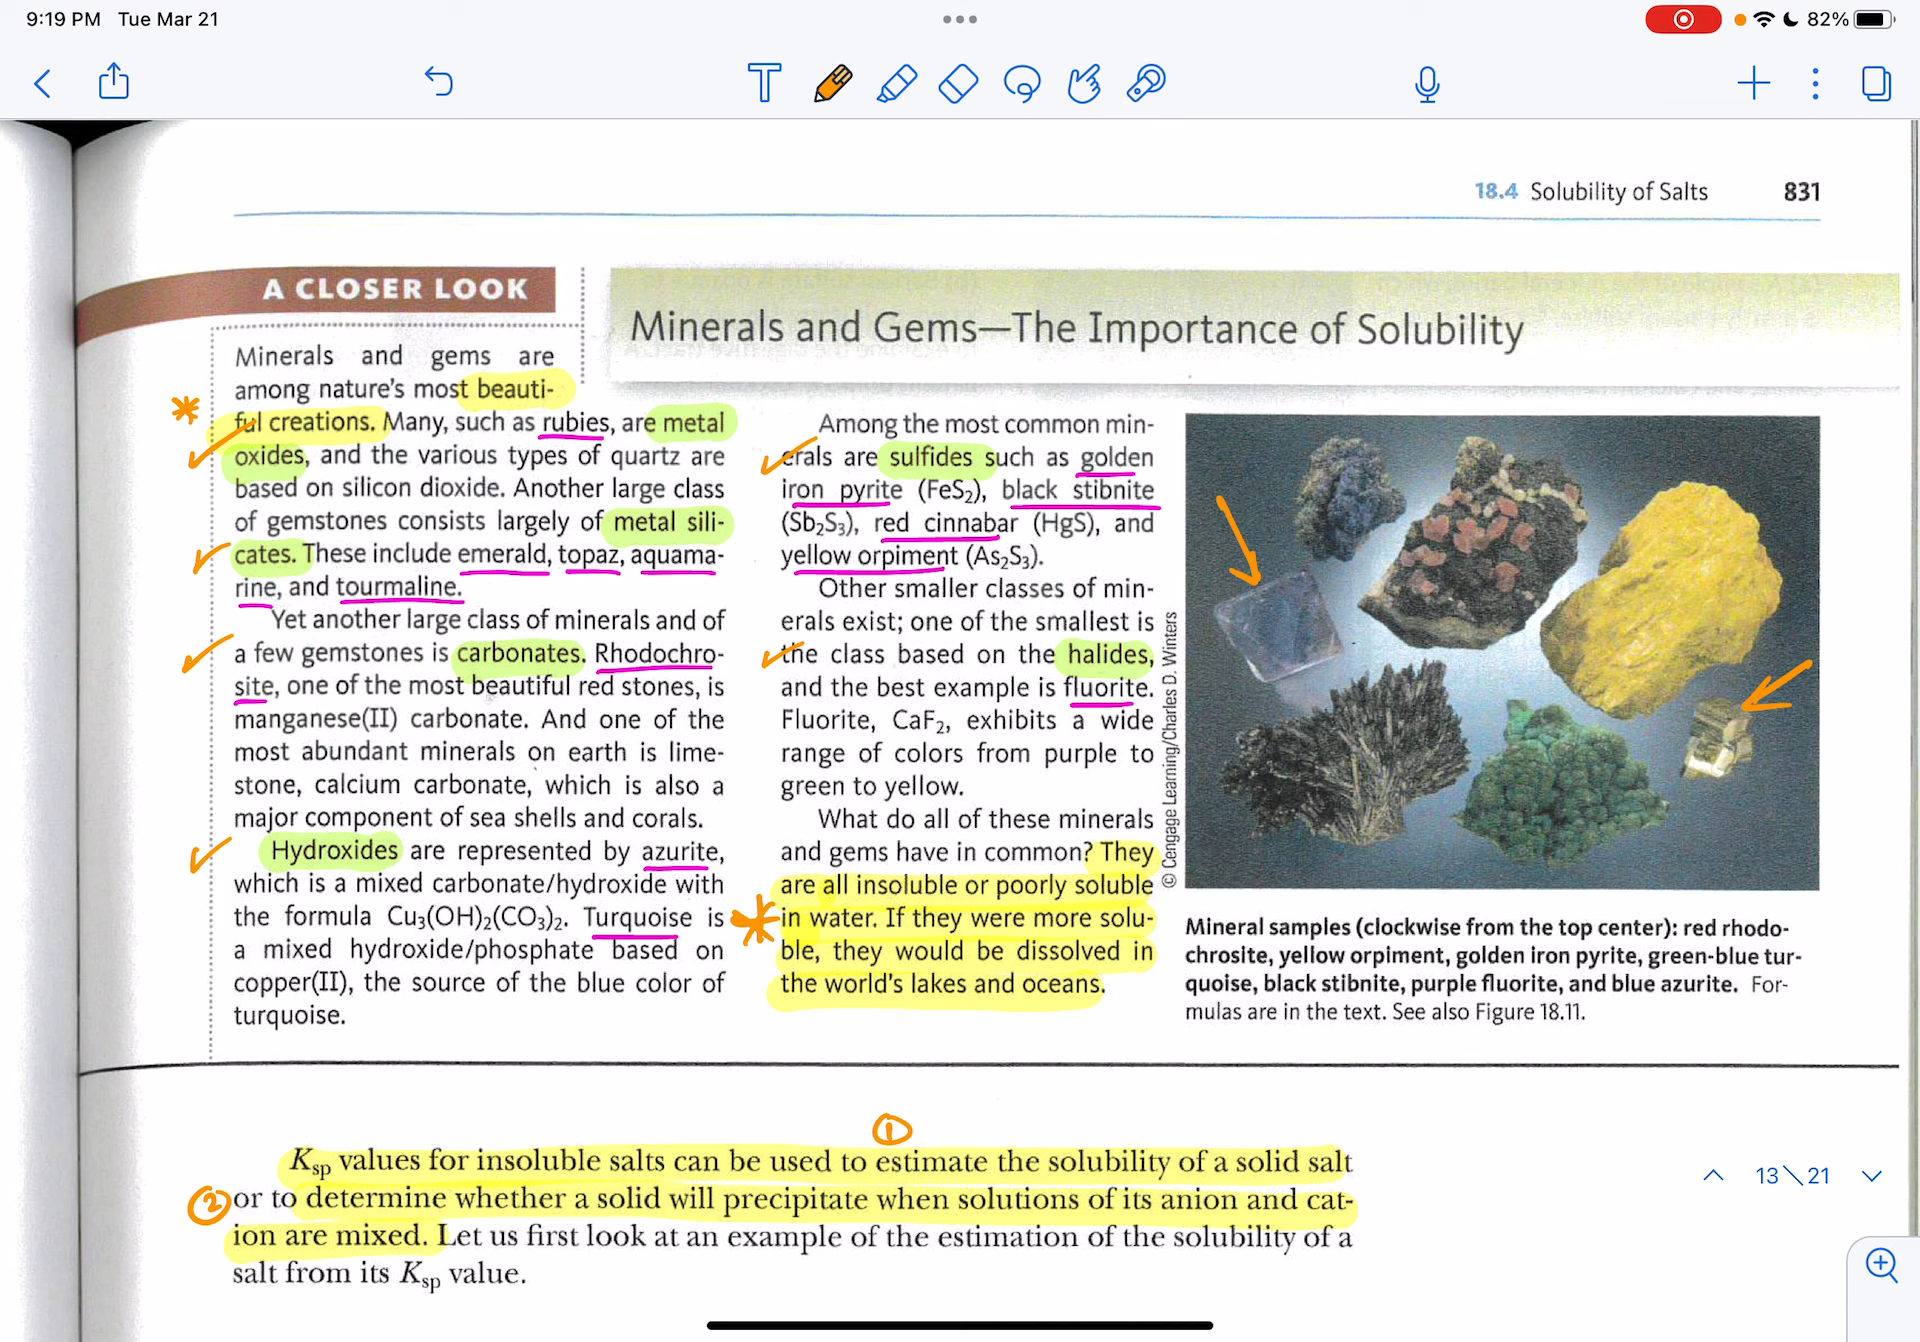 9:19 PM Tue Mar 21
82%
18.4 Solubility of Salts 831
A CLOSER LOOK
Minerals and Gems—The Importance of Solubility
Minerals and gems are
among nature's most beauti-
ful creations. Many, such as rubies, are metal
oxides, and the various types of quartz are
based on silicon dioxide. Another large class
of gemstones consists largely of metal sili-
cates. These include emerald, topaz, aquama-
rine, and tourmaline.
Yet another large class of minerals and of
a few gemstones is carbonates. Rhodochro-
site, one of the most beautiful red stones, is
manganese(II) carbonate. And one of the
most abundant minerals on earth is lime-
stone, calcium carbonate, which is also a
major component of sea shells and corals.
Hydroxides are represented by azurite,
which is a mixed carbonate/hydroxide with
the formula Cu₃(OH)₂(CO₃)₂. Turquoise is
a mixed hydroxide/phosphate based on
copper(II), the source of the blue color of
turquoise.
Among the most common min-
erals are sulfides such as golden
iron pyrite (FeS₂), black stibnite
(Sb₂S₃), red cinnabar (HgS), and
yellow orpiment (As₂S₃).
Other smaller classes of min-
erals exist; one of the smallest is
the class based on the halides,
and the best example is fluorite.
Fluorite, CaF₂, exhibits a wide
range of colors from purple to
green to yellow.
What do all of these minerals
and gems have in common? They
are all insoluble or poorly soluble
in water. If they were more solu-
ble, they would be dissolved in
the world's lakes and oceans.
© Cengage Learning/Charles D. Winters
Mineral samples (clockwise from the top center): red rhodo-
chrosite, yellow orpiment, golden iron pyrite, green-blue tur-
quoise, black stibnite, purple fluorite, and blue azurite. For-
mulas are in the text. See also Figure 18.11.
1
Ksp values for insoluble salts can be used to estimate the solubility of a solid salt
2 or to determine whether a solid will precipitate when solutions of its anion and cat-
ion are mixed. Let us first look at an example of the estimation of the solubility of a
salt from its Ksp value.
13\21